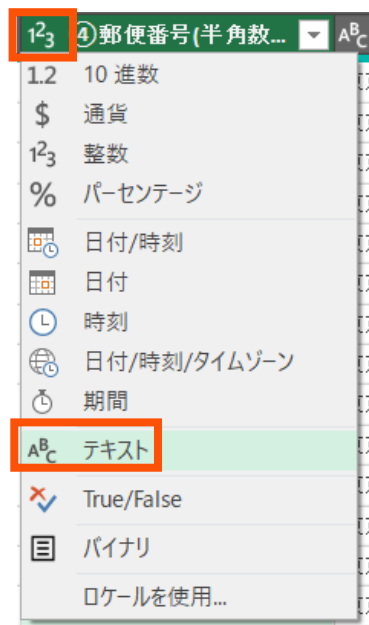 1²3 ④郵便番号(半角数... ABC
1.2 10 進数
$ 通貨
1²3 整数
% パーセンテージ
日付/時刻
日付
時刻
日付/時刻/タイムゾーン
期間
ABC テキスト
True/False
バイナリ
ロケールを使用...